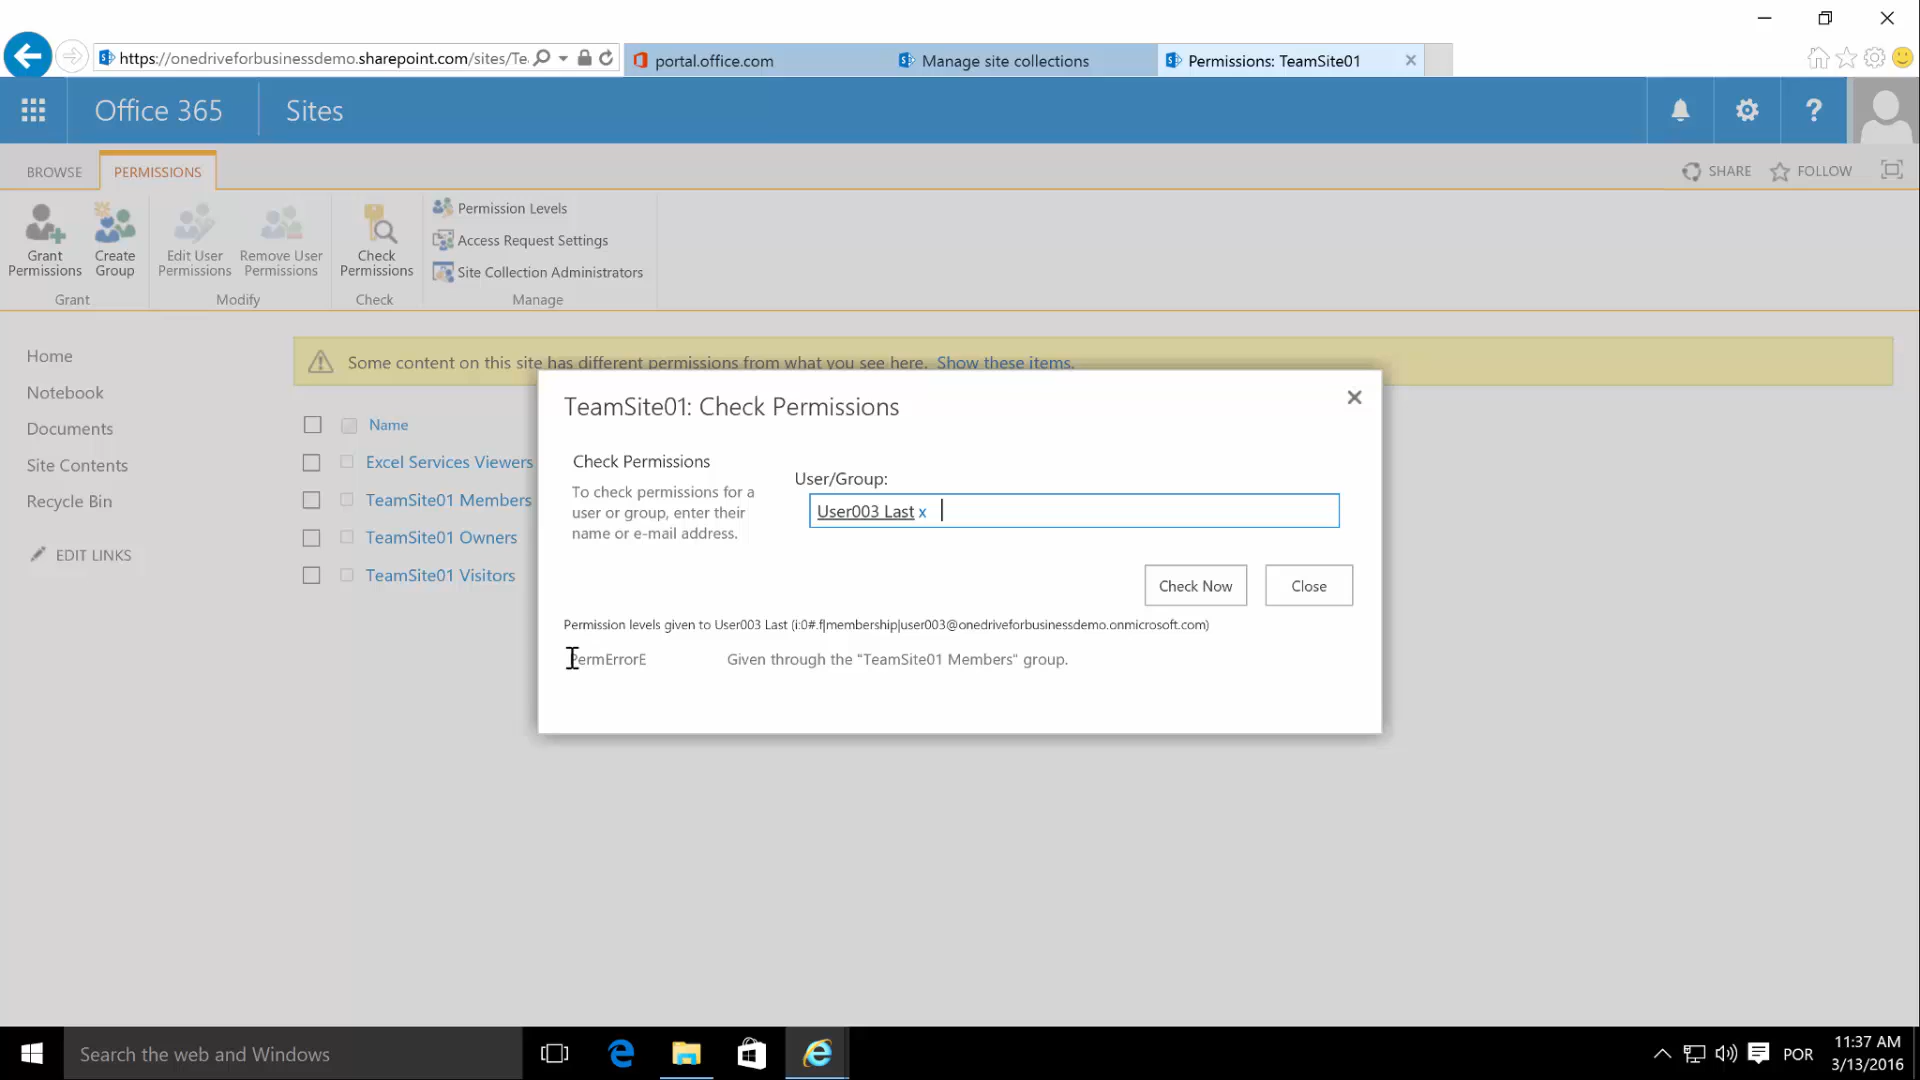 https://onedriveforbusinessdemo.sharepoint.com/sites/Te
portal.office.com
Manage site collections
Permissions: TeamSite01
Office 365
Sites
?
BROWSE
PERMISSIONS
SHARE
FOLLOW
Grant
Permissions
Create
Group
Edit User
Permissions
Remove User
Permissions
Check
Permissions
Permission Levels
Access Request Settings
Site Collection Administrators
Grant
Modify
Check
Manage
Home
Notebook
Documents
Site Contents
Recycle Bin
EDIT LINKS
Some content on this site has different permissions from what you see here. Show these items.
Name
Excel Services Viewers
TeamSite01 Members
TeamSite01 Owners
TeamSite01 Visitors
TeamSite01: Check Permissions
Check Permissions
To check permissions for a
user or group, enter their
name or e-mail address.
User/Group:
User003 Last x
Check Now
Close
Permission levels given to User003 Last (i:0#.f|membership|user003@onedriveforbusinessdemo.onmicrosoft.com)
PermErrorE
Given through the "TeamSite01 Members" group.
Search the web and Windows
POR
11:37 AM
3/13/2016